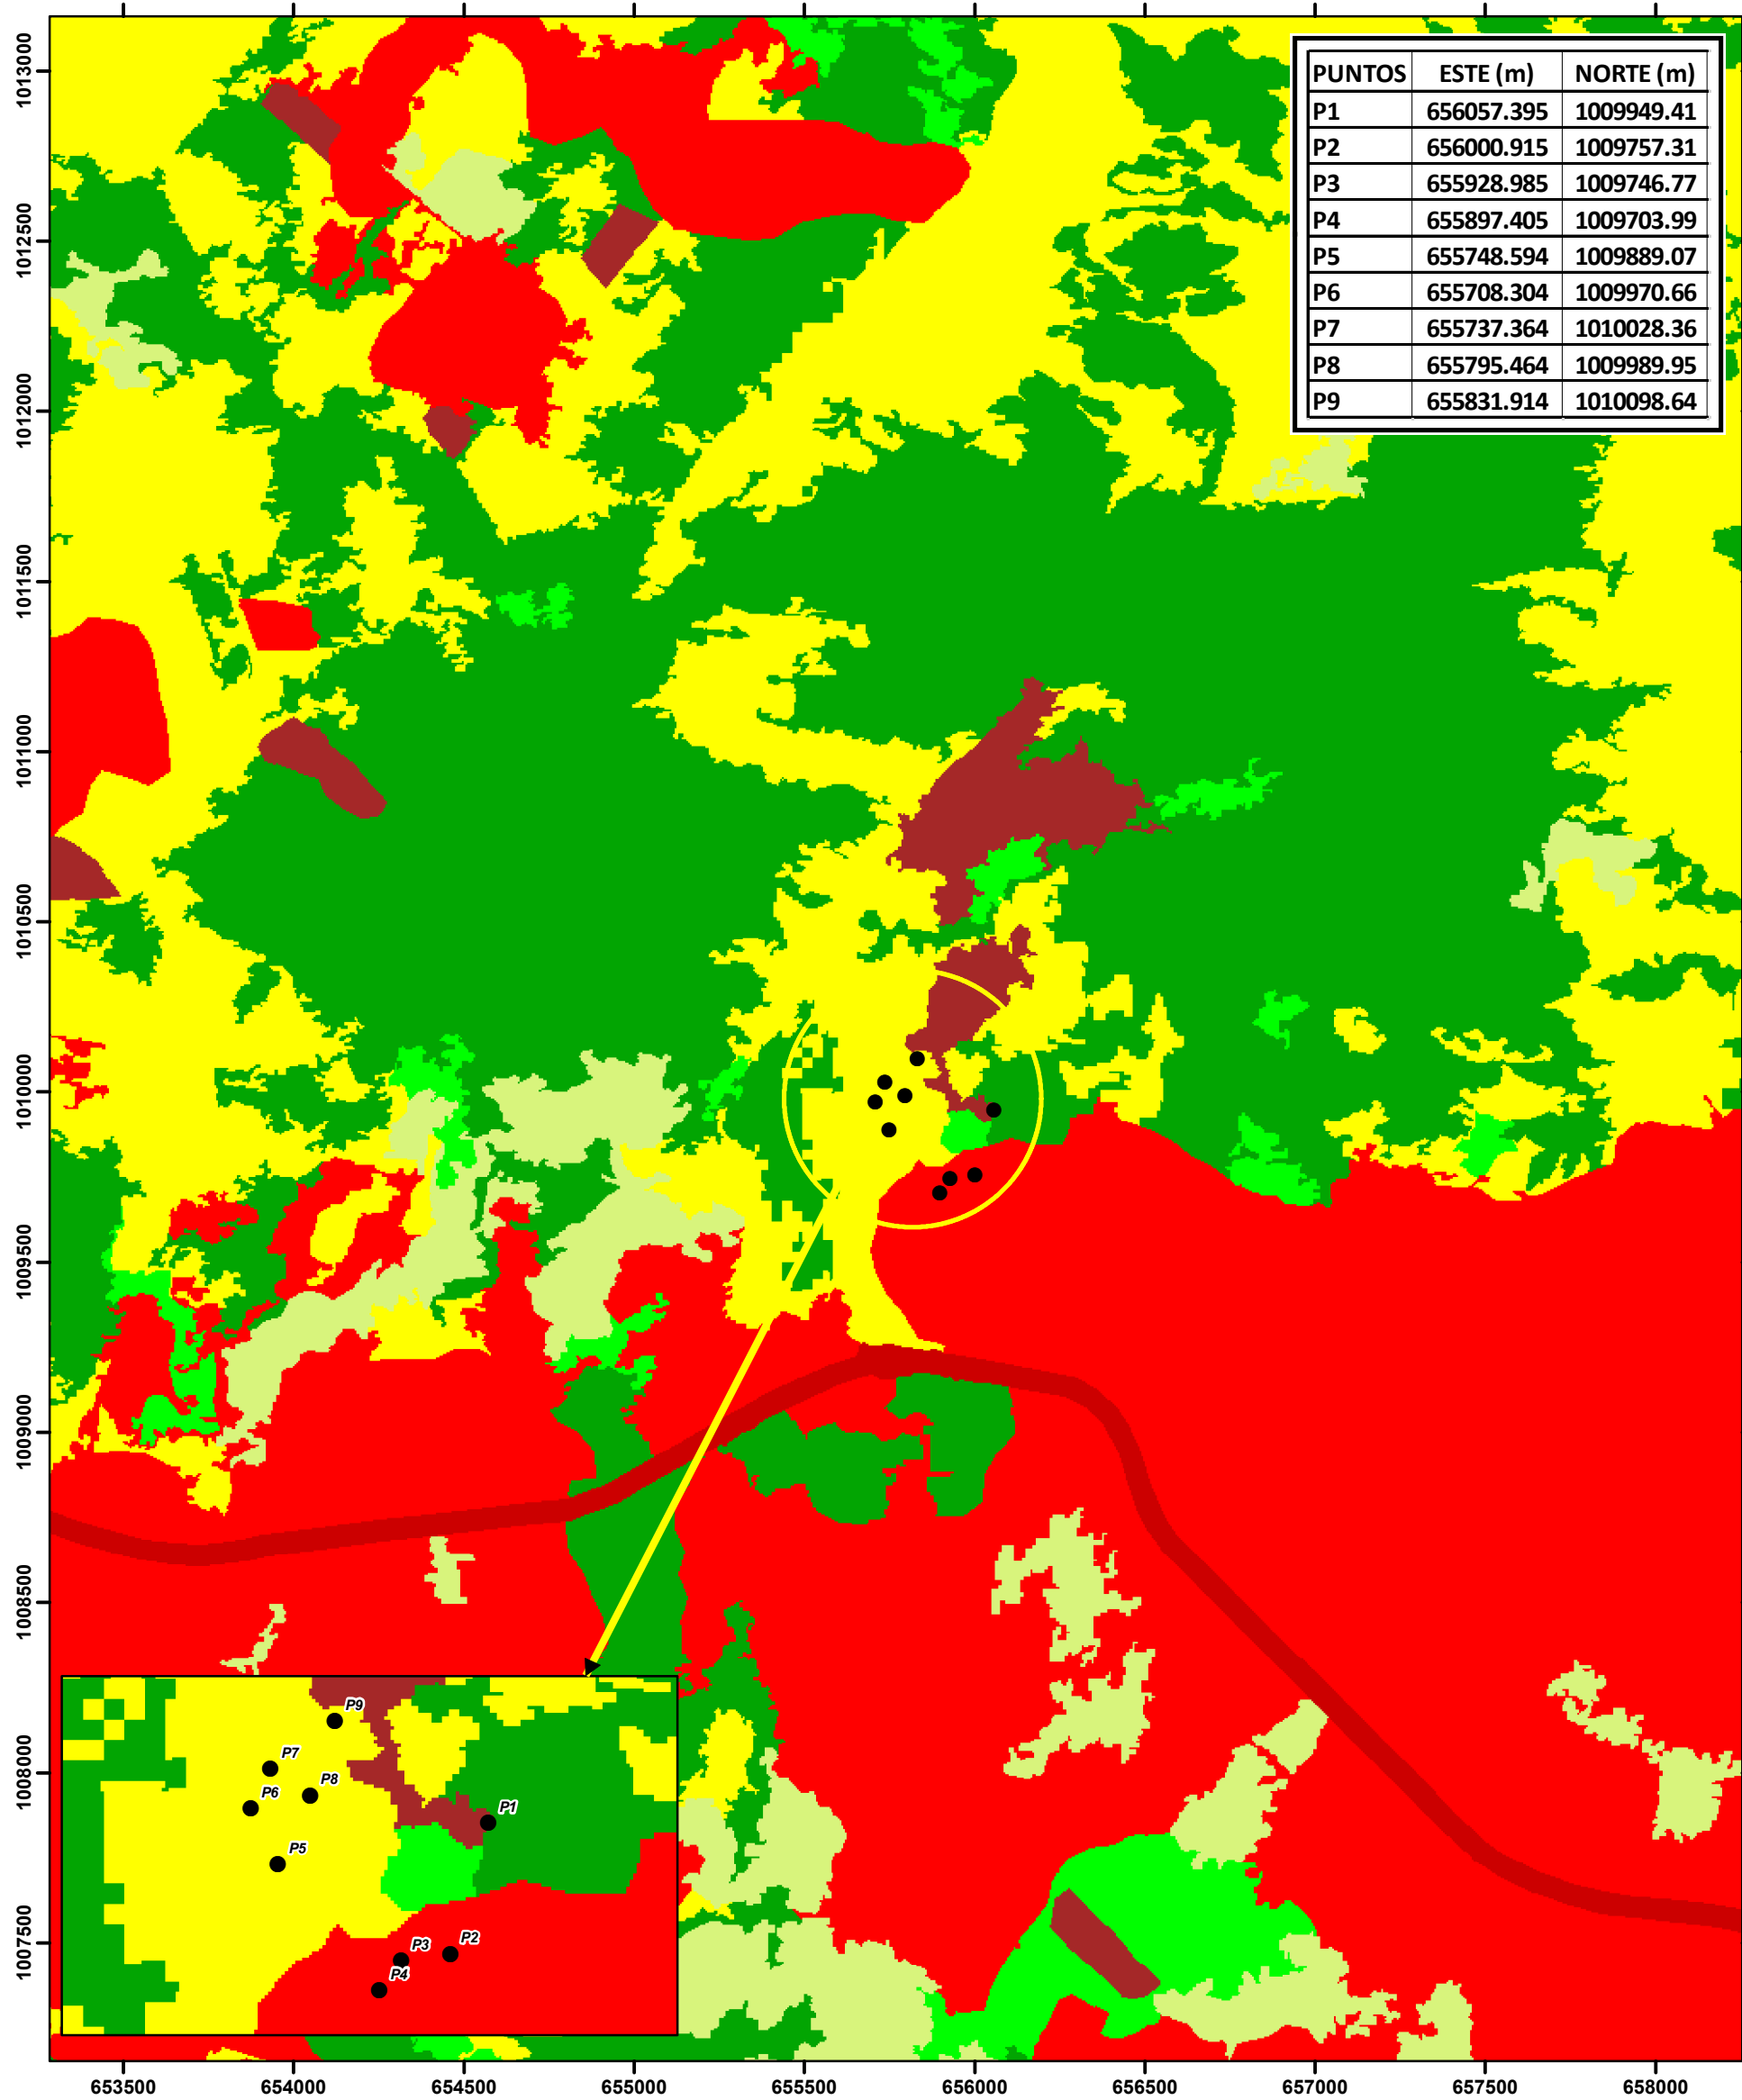 PUNTOS ESTE (m) NORTE (m)
P1 656057.395 1009949.41
P2 656000.915 1009757.31
P3 655928.985 1009746.77
P4 655897.405 1009703.99
P5 655748.594 1009889.07
P6 655708.304 1009970.66
P7 655737.364 1010028.36
P8 655795.464 1009989.95
P9 655831.914 1010098.64
1013000
1012500
1012000
1011500
1011000
1010500
1010000
1009500
1009000
1008500
1008000
1007500
P9
P7
P8
P6
P1
P5
P2
P3
P4
653500 654000 654500 655000 655500 656000 656500 657000 657500 658000